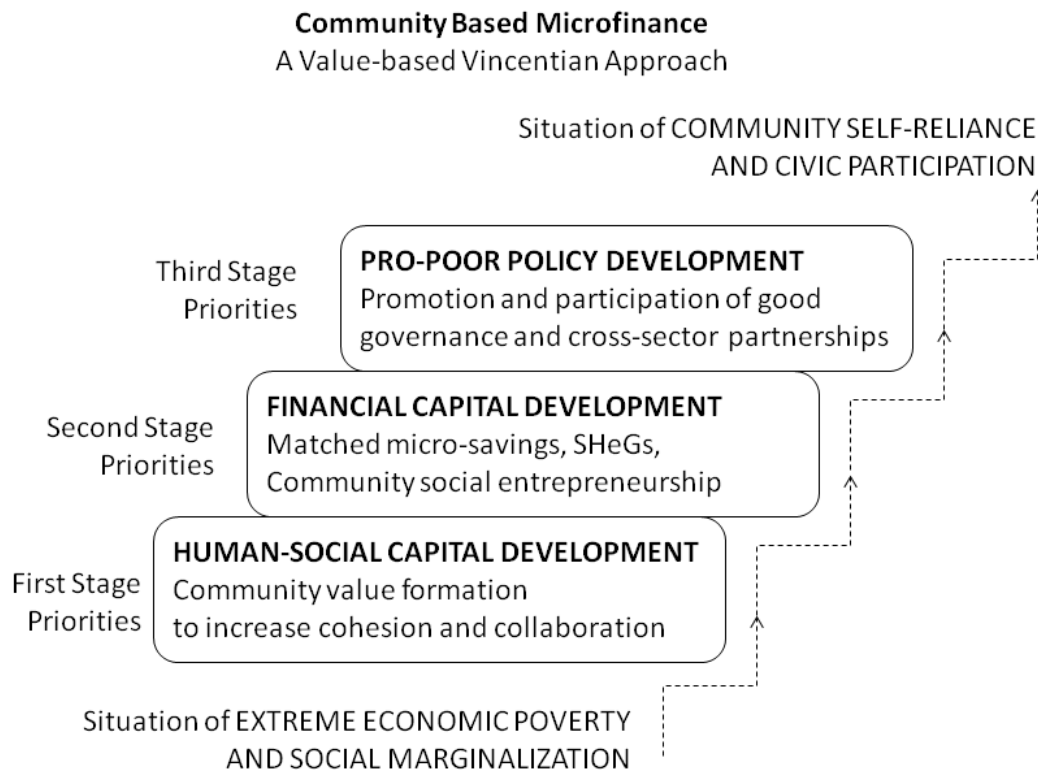 Community Based Microfinance
A Value-based Vincentian Approach
Situation of COMMUNITY SELF-RELIANCE
AND CIVIC PARTICIPATION
Third Stage
Priorities
PRO-POOR POLICY DEVELOPMENT
Promotion and participation of good
governance and cross-sector partnerships
Second Stage
Priorities
FINANCIAL CAPITAL DEVELOPMENT
Matched micro-savings, SHeGs,
Community social entrepreneurship
First Stage
Priorities
HUMAN-SOCIAL CAPITAL DEVELOPMENT
Community value formation
to increase cohesion and collaboration
Situation of EXTREME ECONOMIC POVERTY
AND SOCIAL MARGINALIZATION